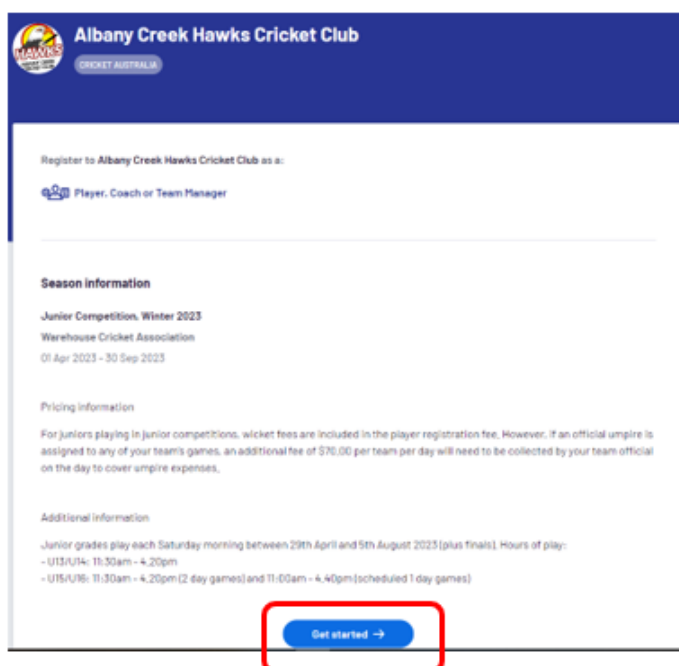 Albany Creek Hawks Cricket Club
HAWKS
CRICKET AUSTRALIA
Register to Albany Creek Hawks Cricket Club as a:
Player, Coach or Team Manager
Season information
Junior Competition, Winter 2023
Warehouse Cricket Association
01 Apr 2023 - 30 Sep 2023
Pricing information
For juniors playing in junior competitions, wicket fees are included in the player registration fee. However, if an official umpire is
assigned to any of your team's games, an additional fee of $70.00 per team per day will need to be collected by your team official
on the day to cover umpire expenses.
Additional information
Junior grades play each Saturday morning between 29th April and 5th August 2023 (plus finals). Hours of play:
- U13/U14: 11:30am - 4.20pm
- U15/U16: 11:30am - 4.20pm (2 day games) and 11:00am - 4.40pm (scheduled 1 day games)
Get started →